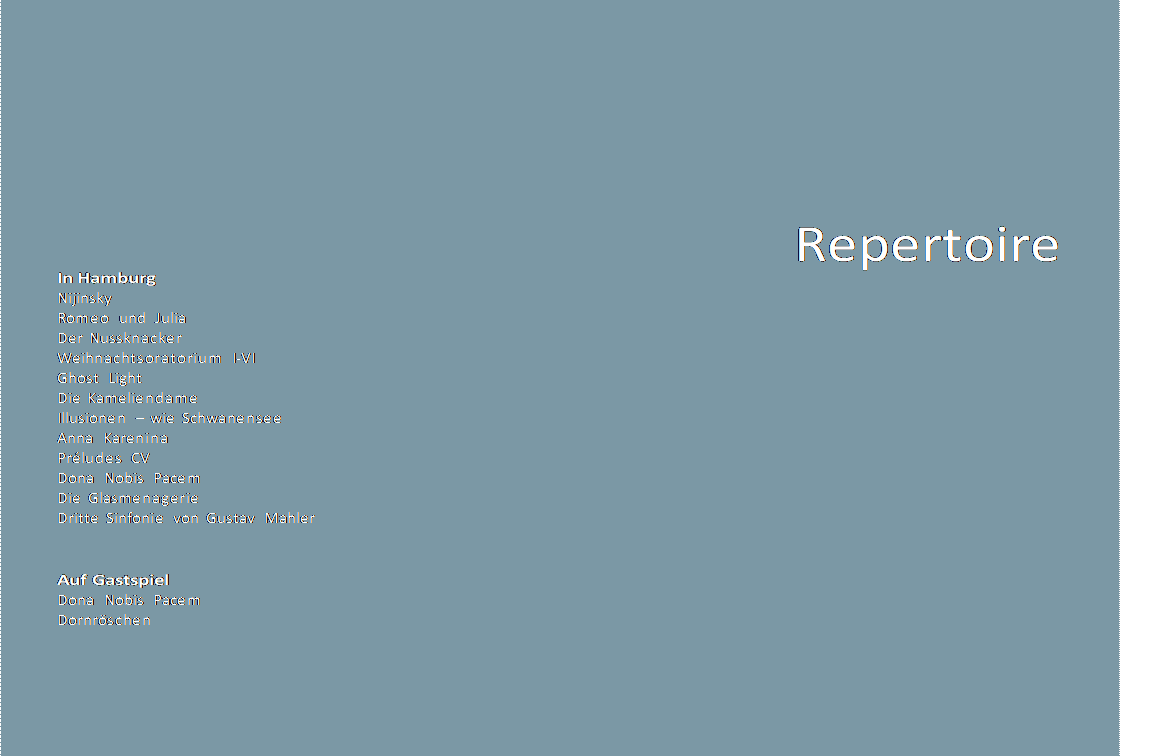 Repertoire
In Hamburg
Nijinsky
Romeo und Julia
Der Nussknacker
Weihnachtsoratorium I-VI
Ghost Light
Die Kameliendame
Illusionen – wie Schwanensee
Anna Karenina
Préludes CV
Dona Nobis Pacem
Die Glasmenagerie
Dritte Sinfonie von Gustav Mahler
Auf Gastspiel
Dona Nobis Pacem
Dornröschen